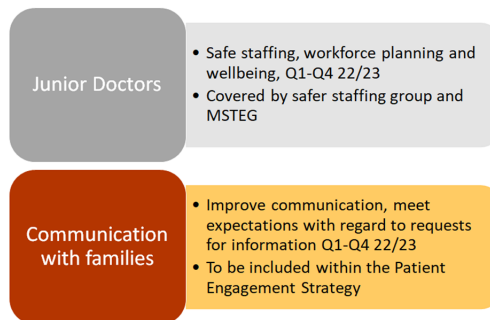 Junior Doctors
• Safe staffing, workforce planning and
wellbeing, Q1-Q4 22/23
• Covered by safer staffing group and
MSTEG
Communication
with families
• Improve communication, meet
expectations with regard to requests
for information Q1-Q4 22/23
• To be included within the Patient
Engagement Strategy